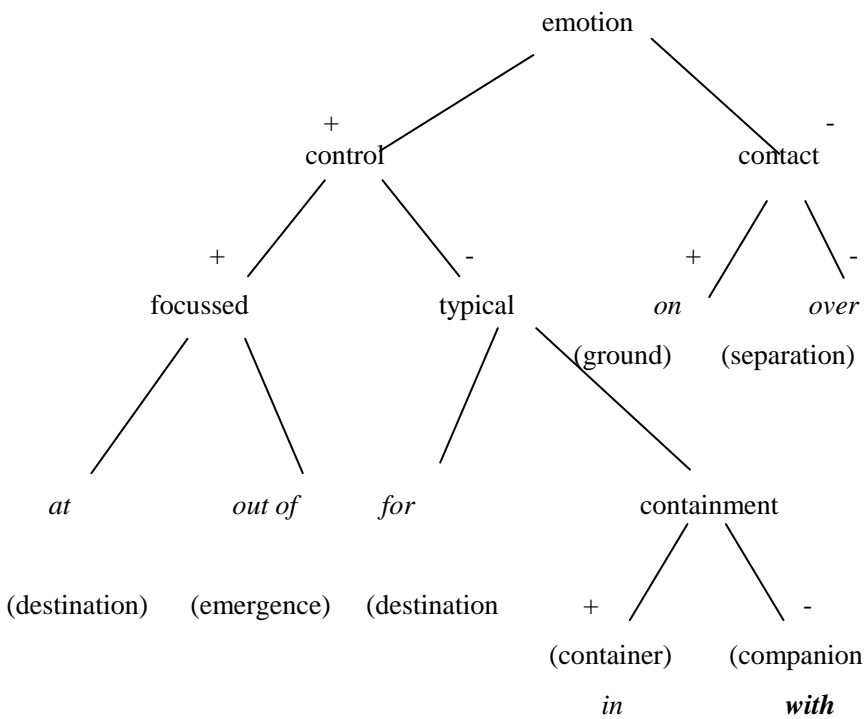 emotion
+ -
control contact
+ - + -
focussed typical on over
(ground) (separation)
at out of for containment
(destination) (emergence) (destination + -
(container) (companion
in with